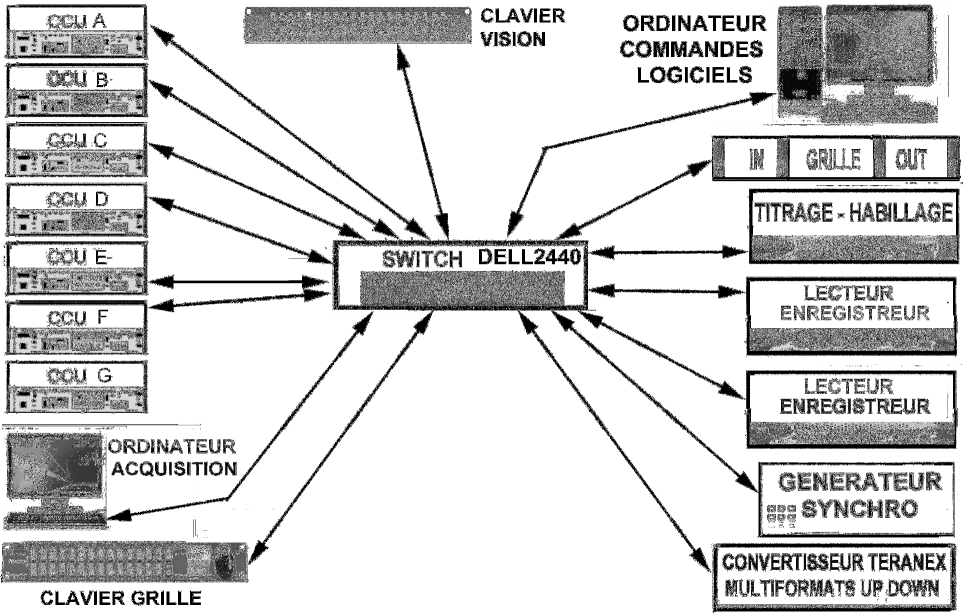 CCU A
CCU B
CCU C
CCU D
CCU E
CCU F
CCU G
CLAVIER
VISION
ORDINATEUR
COMMANDES
LOGICIELS
IN GRILLE OUT
TITRAGE - HABILLAGE
SWITCH DELL2440
LECTEUR
ENREGISTREUR
LECTEUR
ENREGISTREUR
ORDINATEUR
ACQUISITION
GENERATEUR
SYNCHRO
CLAVIER GRILLE
CONVERTISSEUR TERANEX
MULTIFORMATS UP DOWN